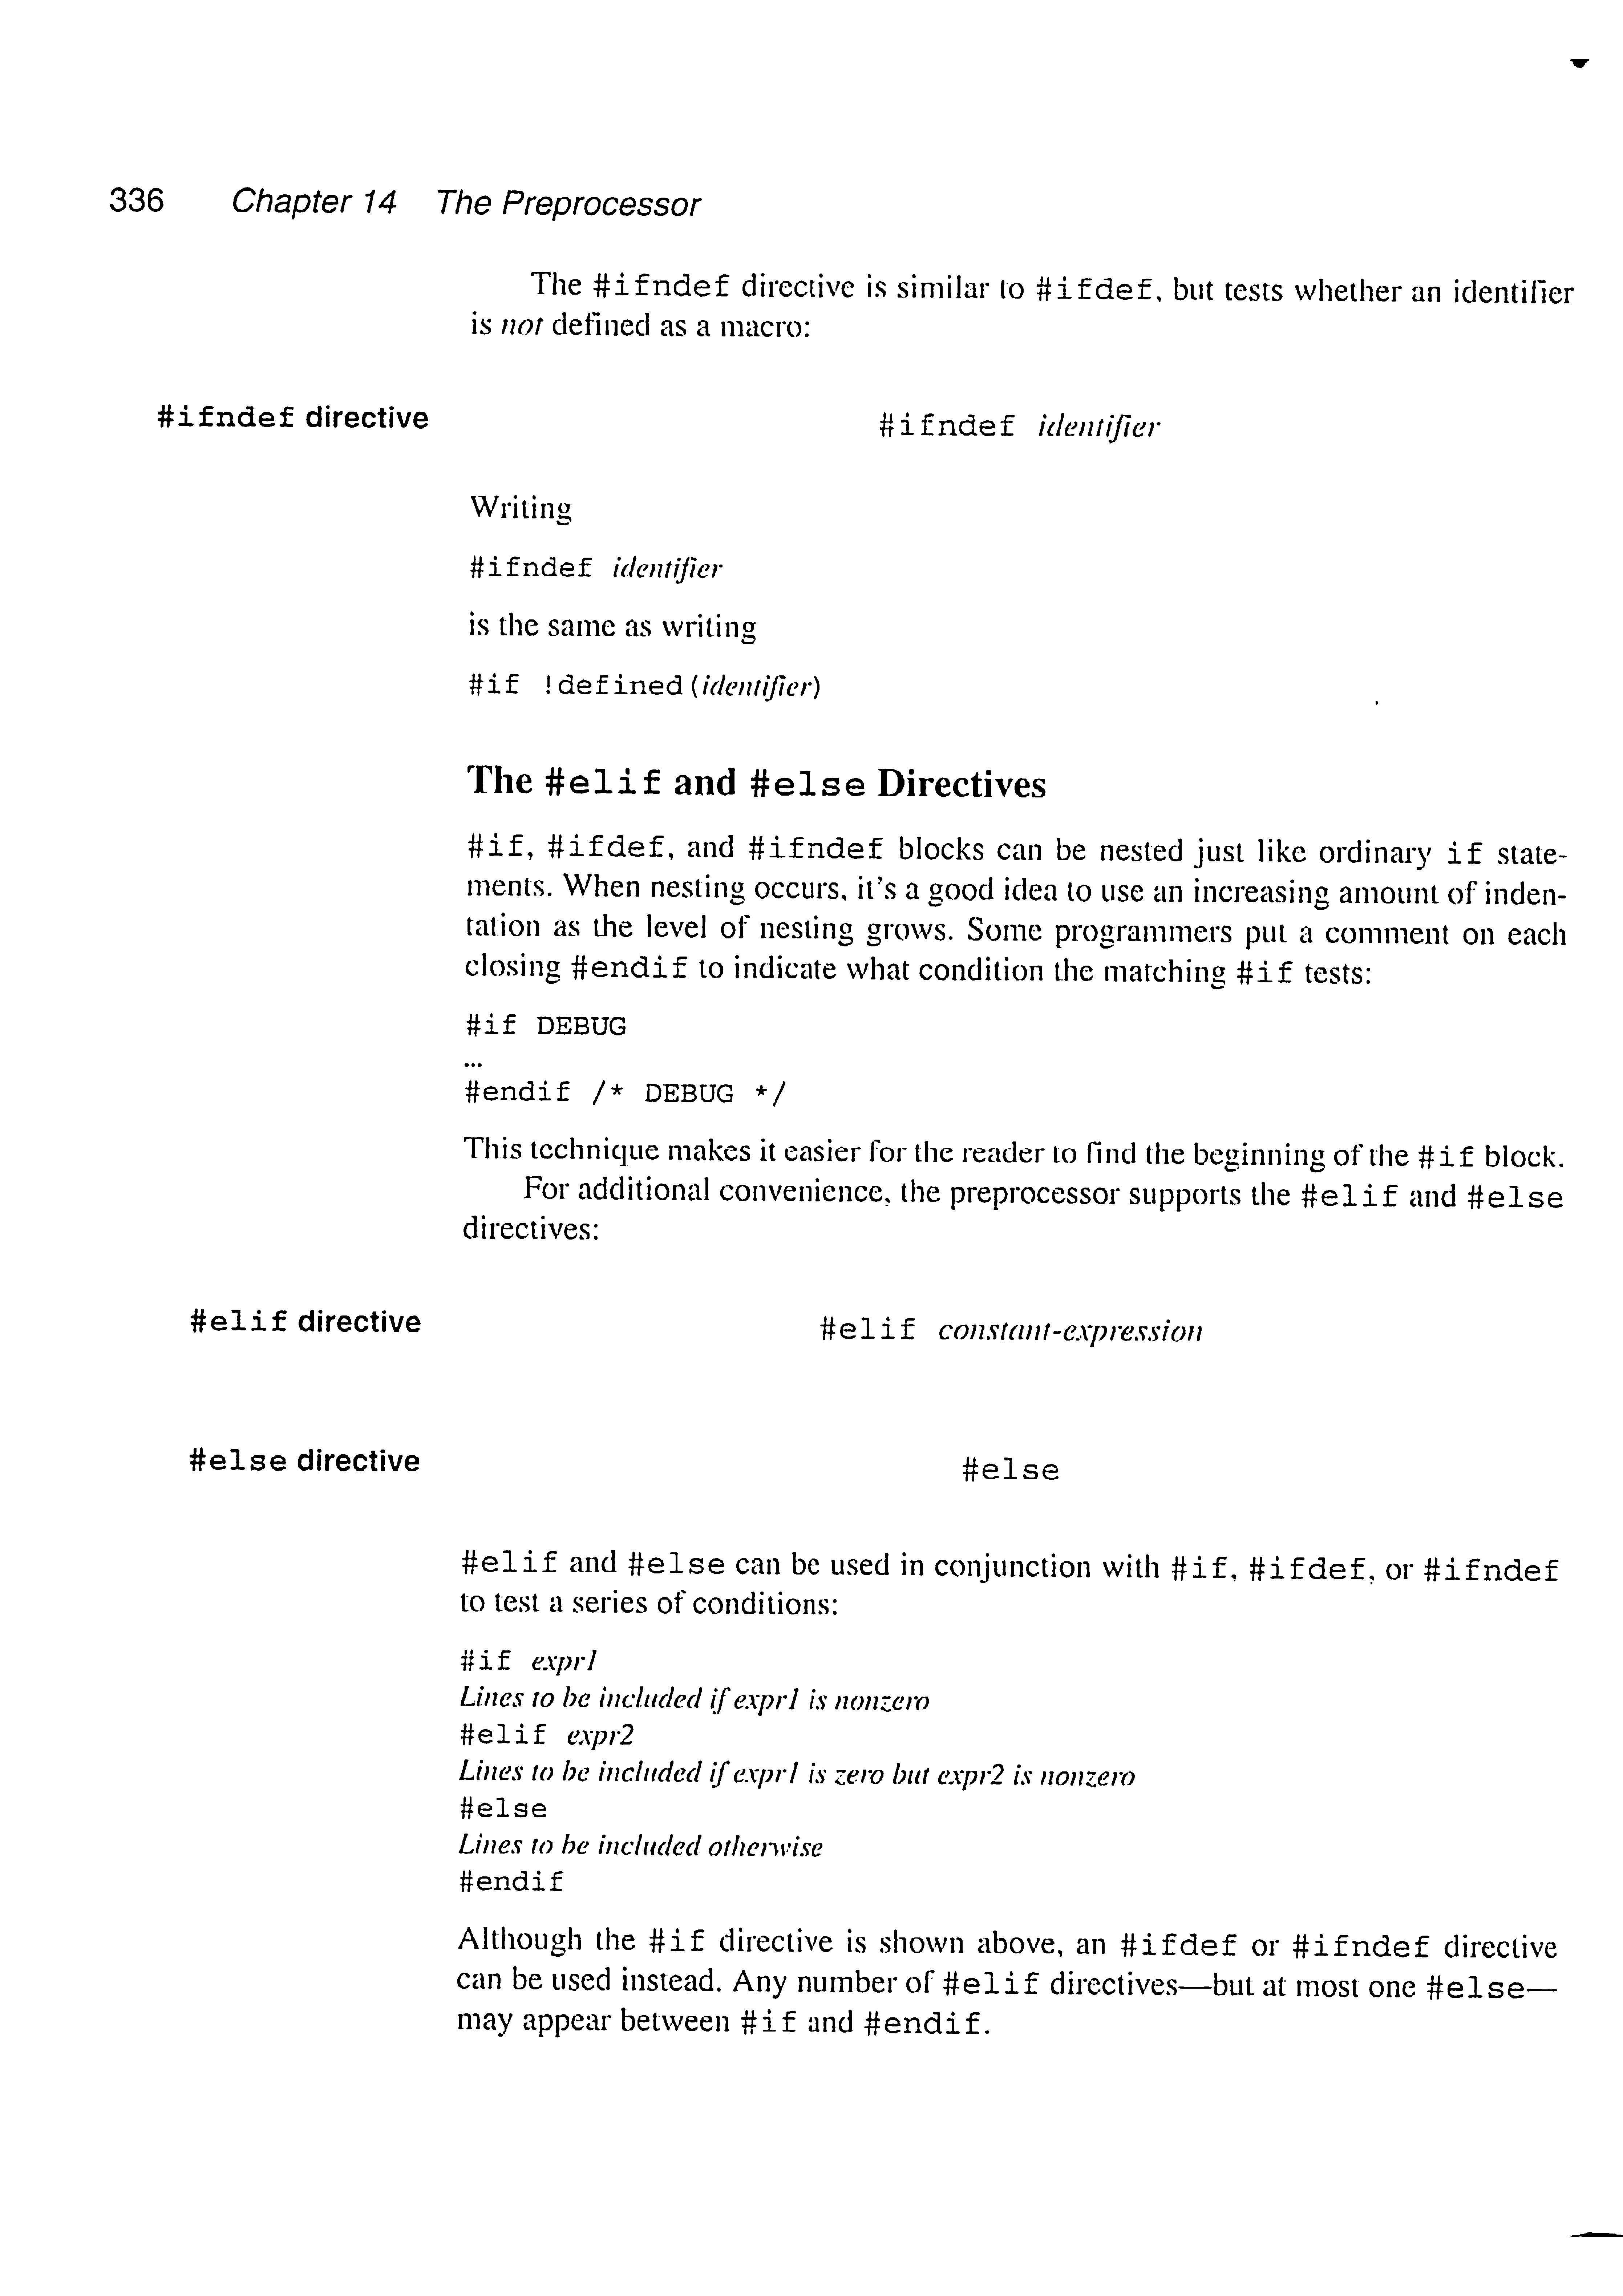 336 Chapter 14 The Preprocessor
The #ifndef directive is similar to #ifdef, but tests whether an identifier
is not defined as a macro:
#ifndef directive #ifndef identifier
Writing
#ifndef identifier
is the same as writing
#if !defined(identifier)
The #elif and #else Directives
#if, #ifdef, and #ifndef blocks can be nested just like ordinary if state-
ments. When nesting occurs, it's a good idea to use an increasing amount of inden-
tation as the level of nesting grows. Some programmers put a comment on each
closing #endif to indicate what condition the matching #if tests:
#if DEBUG
…
#endif /* DEBUG */
This technique makes it easier for the reader to find the beginning of the #if block.
For additional convenience, the preprocessor supports the #elif and #else
directives:
#elif directive #elif constant-expression
#else directive #else
#elif and #else can be used in conjunction with #if, #ifdef, or #ifndef
to test a series of conditions:
#if expr1
Lines to be included if expr1 is nonzero
#elif expr2
Lines to be included if expr1 is zero but expr2 is nonzero
#else
Lines to be included otherwise
#endif
Although the #if directive is shown above, an #ifdef or #ifndef directive
can be used instead. Any number of #elif directives—but at most one #else—
may appear between #if and #endif.